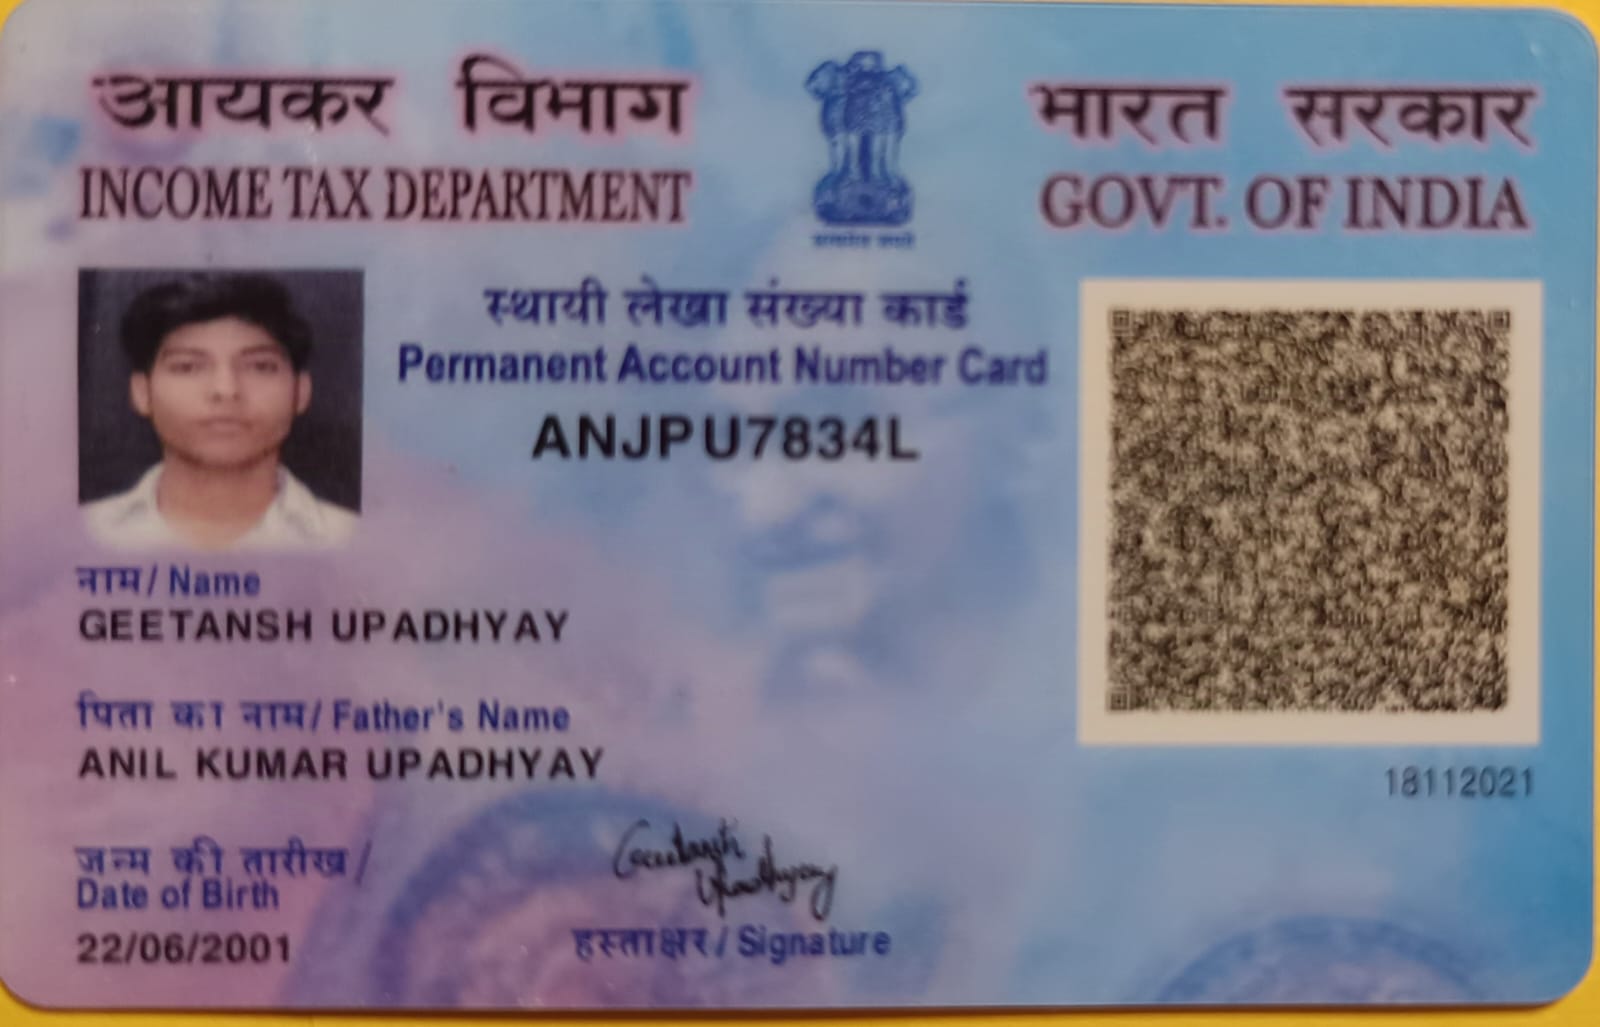 आयकर विभाग
INCOME TAX DEPARTMENT
भारत सरकार
GOVT. OF INDIA
सत्यमेव जयते
स्थायी लेखा संख्या कार्ड
Permanent Account Number Card
ANJPU7834L
नाम / Name
GEETANSH UPADHYAY
पिता का नाम / Father's Name
ANIL KUMAR UPADHYAY
जन्म की तारीख /
Date of Birth
22/06/2001
Geetansh
Upadhyay
हस्ताक्षर / Signature
18112021